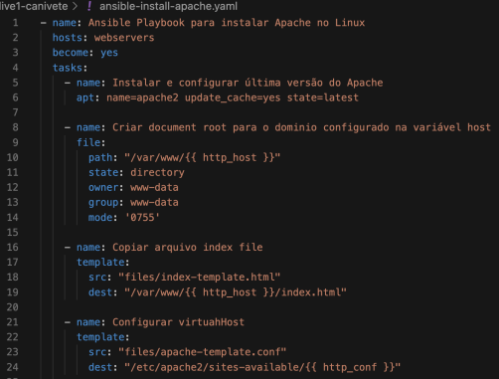 live1-canivete > ! ansible-install-apache.yaml
1 - name: Ansible Playbook para instalar Apache no Linux
2 hosts: webservers
3 become: yes
4 tasks:
5 - name: Instalar e configurar última versão do Apache
6 apt: name=apache2 update_cache=yes state=latest
7
8 - name: Criar document root para o dominio configurado na variável host
9 file:
10 path: "/var/www/{{ http_host }}"
11 state: directory
12 owner: www-data
13 group: www-data
14 mode: '0755'
15
16 - name: Copiar arquivo index file
17 template:
18 src: "files/index-template.html"
19 dest: "/var/www/{{ http_host }}/index.html"
20
21 - name: Configurar virtuahHost
22 template:
23 src: "files/apache-template.conf"
24 dest: "/etc/apache2/sites-available/{{ http_conf }}"